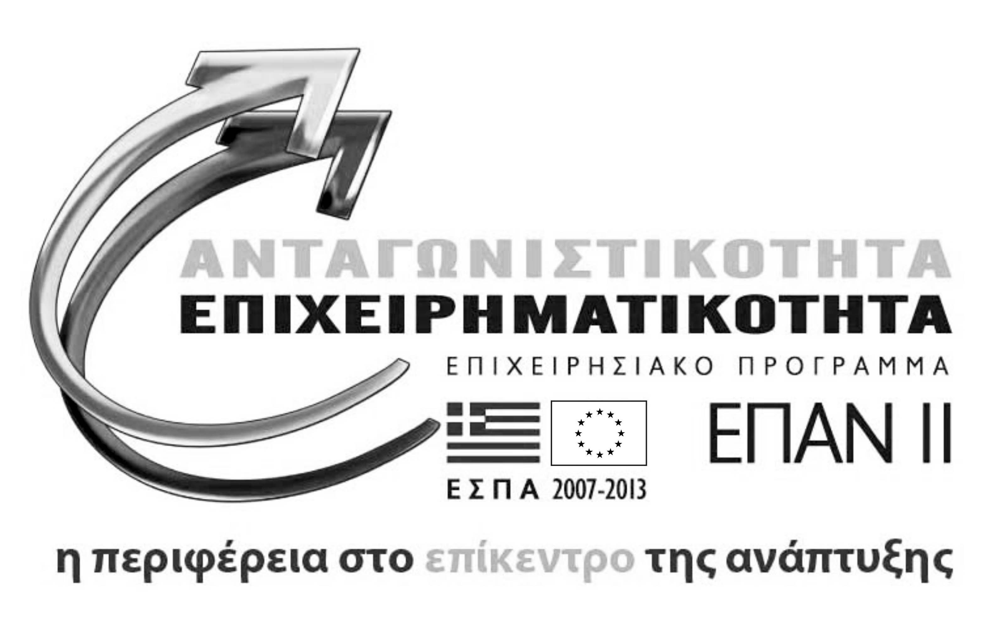 ΑΝΤΑΓΩΝΙΣΤΙΚΟΤΗΤΑ
ΕΠΙΧΕΙΡΗΜΑΤΙΚΟΤΗΤΑ
ΕΠΙΧΕΙΡΗΣΙΑΚΟ ΠΡΟΓΡΑΜΜΑ
ΕΠΑΝ ΙΙ
ΕΣΠΑ 2007-2013
η περιφέρεια στο επίκεντρο της ανάπτυξης